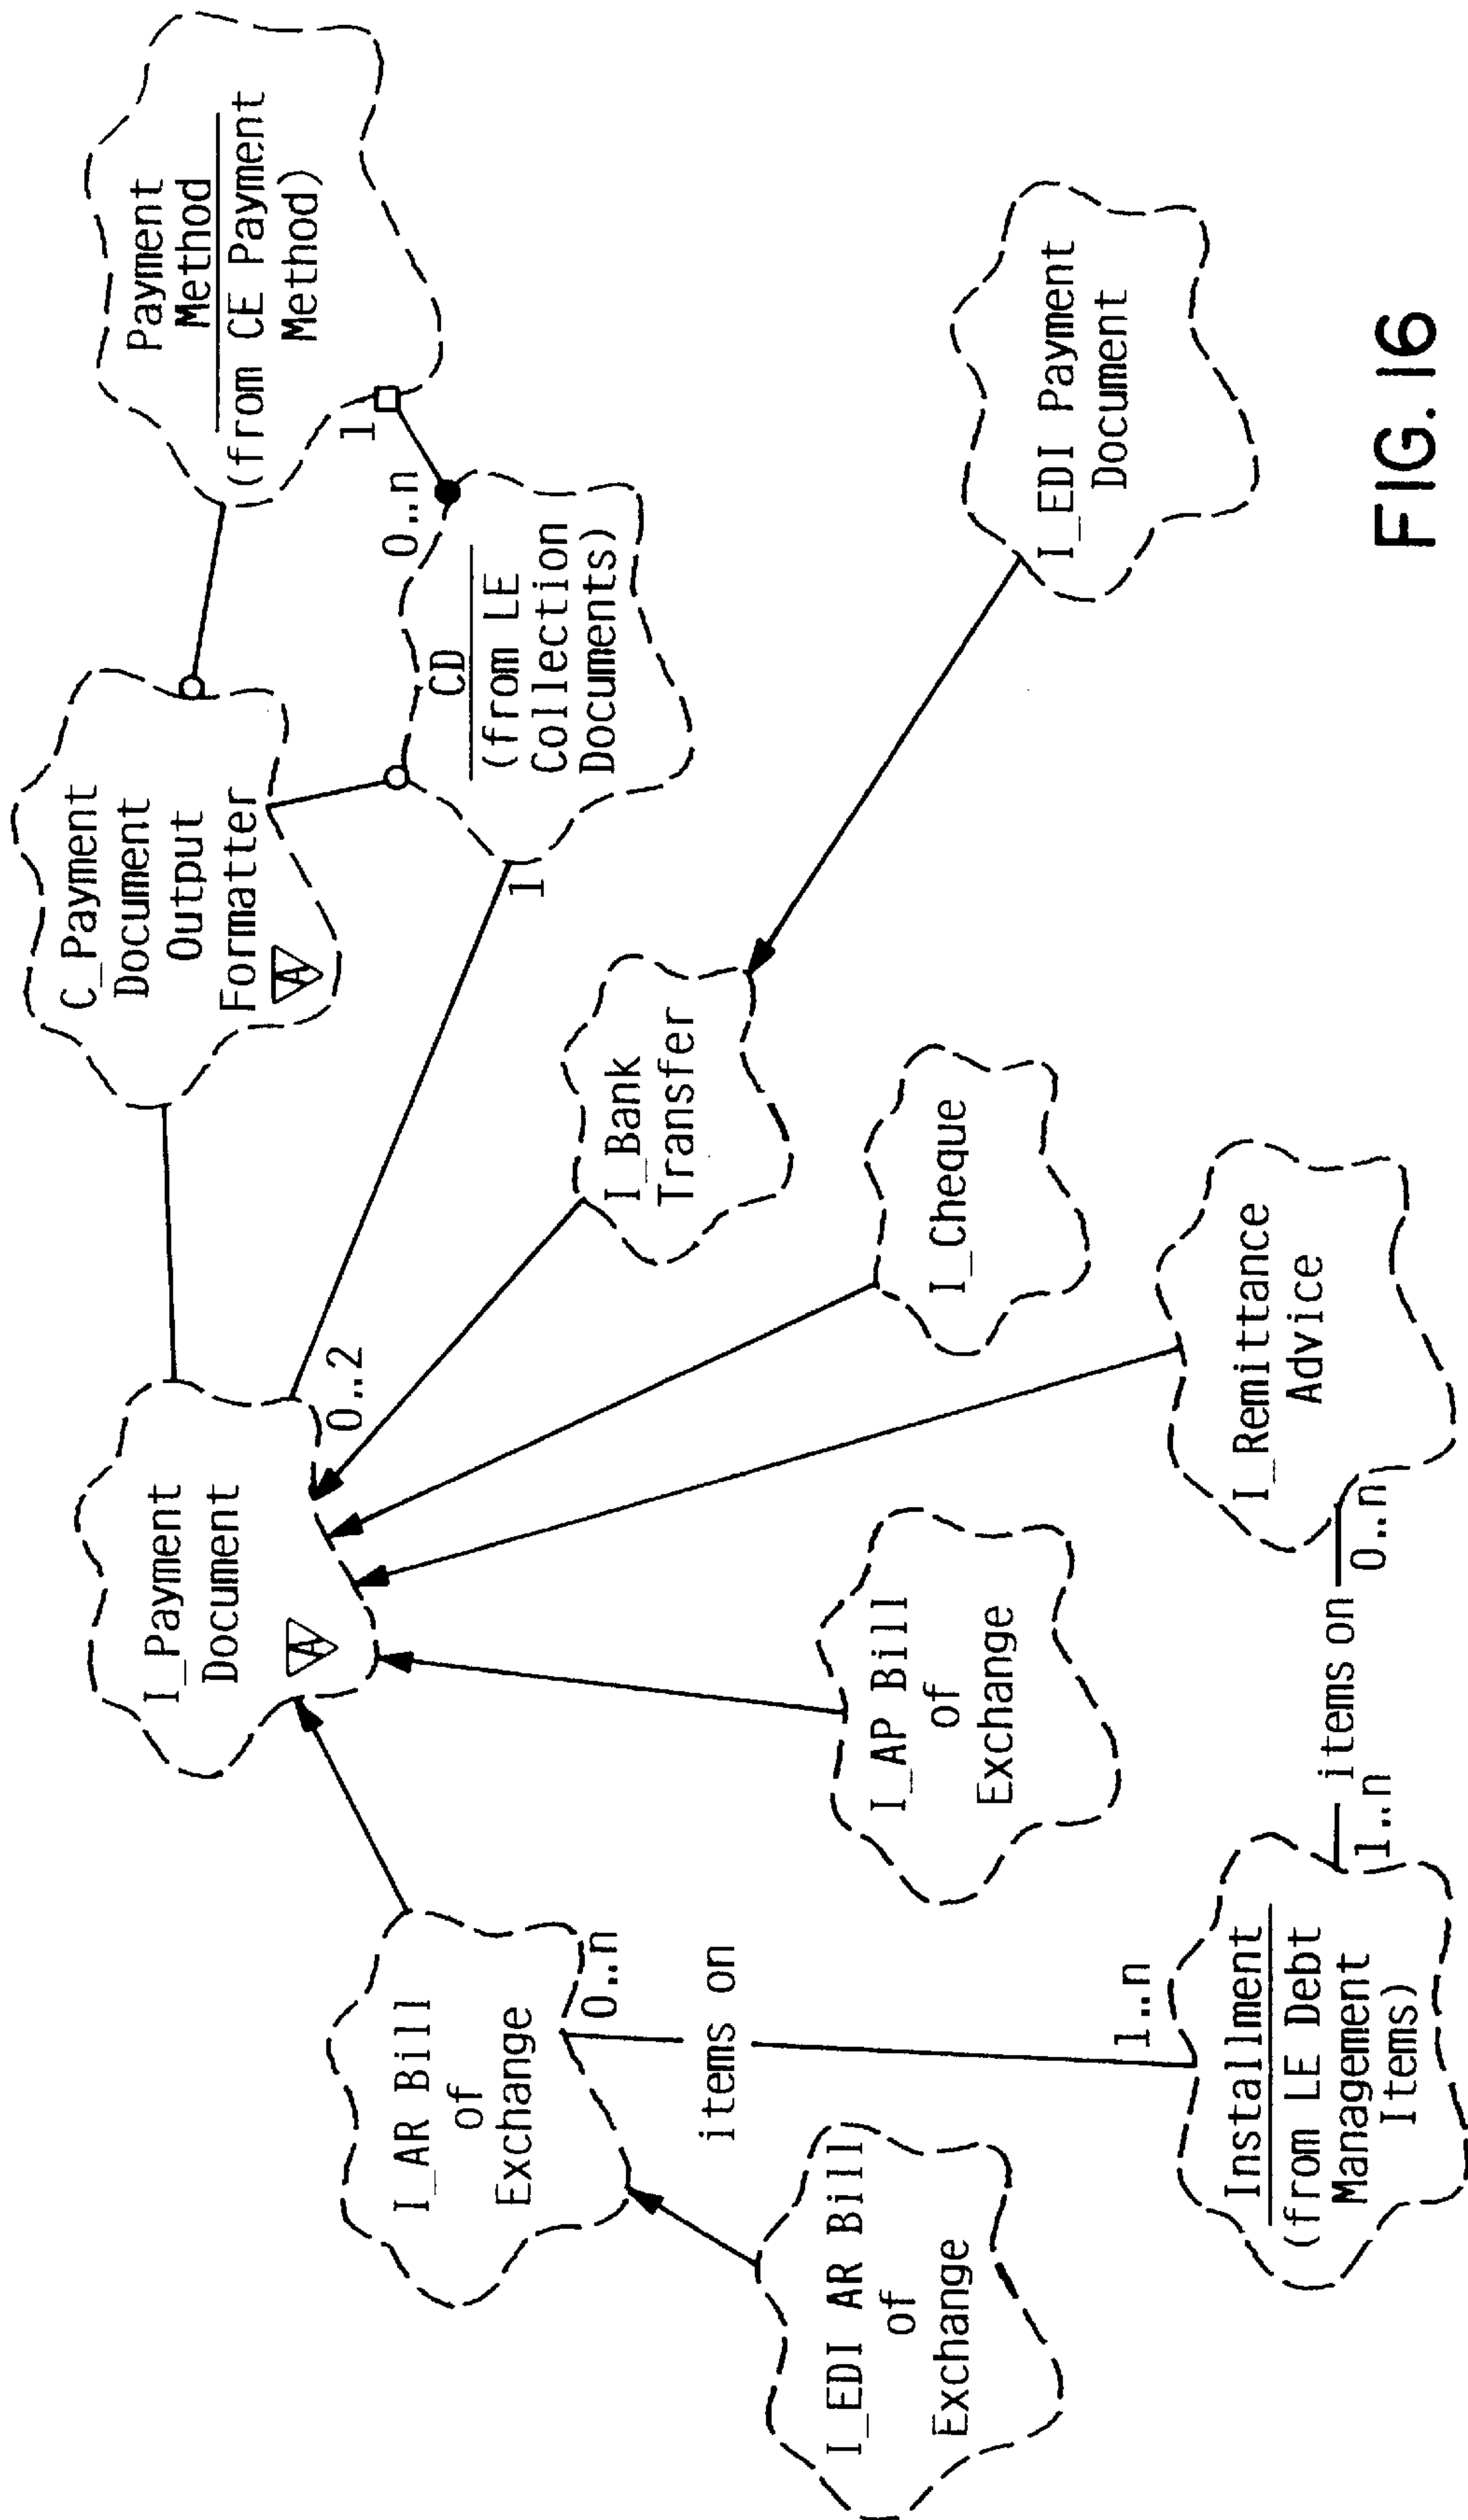 I_Payment
Document
A
0..2
C_Payment
Document
Output
Formatter
A
Payment
Method
(from CE Payment
Method)
1
0..n
CD
(from LE
Collection
Documents)
1
I_AR Bill
of
Exchange
0..n
items on
1..n
I_Bank
Transfer
I_EDI AR Bill
of
Exchange
I_AP Bill
of
Exchange
I_Cheque
I_EDI Payment
Document
Installment
(from LE Debt
Management
Items)
1..n
items on
0..n
I_Remittance
Advice
FIG. 16